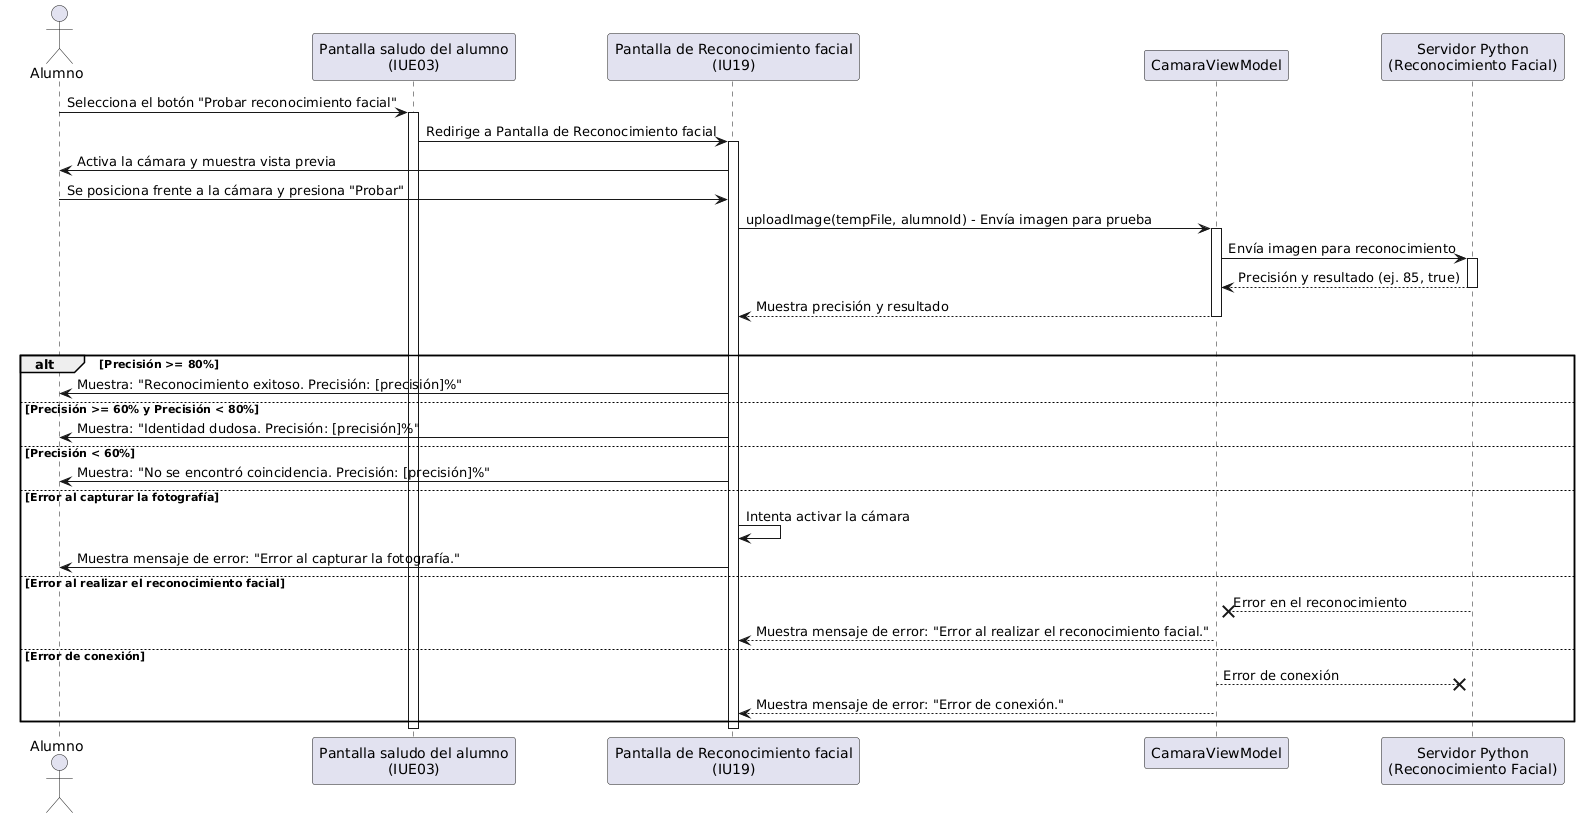 Alumno
Pantalla saludo del alumno
(IUE03)
Pantalla de Reconocimiento facial
(IU19)
CamaraViewModel
Servidor Python
(Reconocimiento Facial)
Selecciona el botón "Probar reconocimiento facial"
Redirige a Pantalla de Reconocimiento facial
Activa la cámara y muestra vista previa
Se posiciona frente a la cámara y presiona "Probar"
uploadImage(tempFile, alumnoId) - Envía imagen para prueba
Envía imagen para reconocimiento
Precisión y resultado (ej. 85, true)
Muestra precisión y resultado
alt [Precisión >= 80%]
Muestra: "Reconocimiento exitoso. Precisión: [precisión]%"
[Precisión >= 60% y Precisión < 80%]
Muestra: "Identidad dudosa. Precisión: [precisión]%"
[Precisión < 60%]
Muestra: "No se encontró coincidencia. Precisión: [precisión]%"
[Error al capturar la fotografía]
Intenta activar la cámara
Muestra mensaje de error: "Error al capturar la fotografía."
[Error al realizar el reconocimiento facial]
Error en el reconocimiento
Muestra mensaje de error: "Error al realizar el reconocimiento facial."
[Error de conexión]
Error de conexión
Muestra mensaje de error: "Error de conexión."
Alumno
Pantalla saludo del alumno
(IUE03)
Pantalla de Reconocimiento facial
(IU19)
CamaraViewModel
Servidor Python
(Reconocimiento Facial)